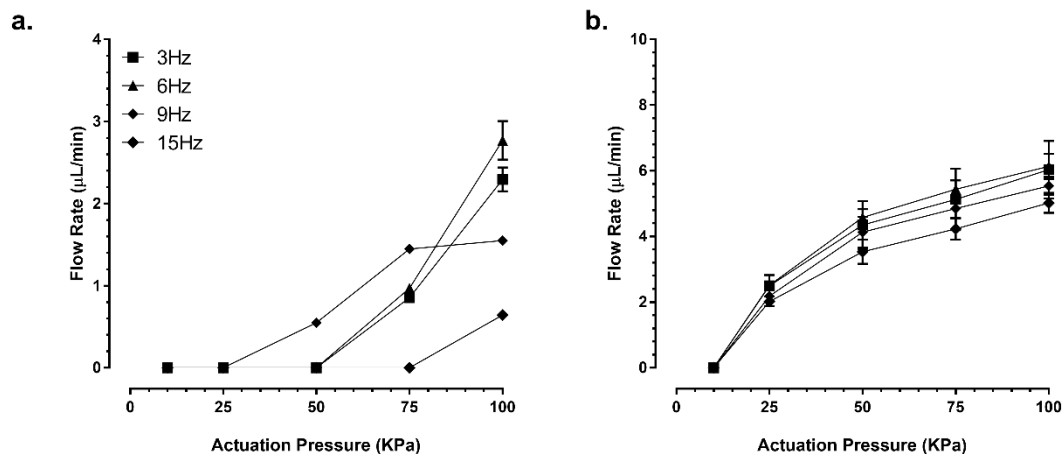 a.
Flow Rate (µL/min)
4
3
2
1
0
3Hz
6Hz
9Hz
15Hz
0 25 50 75 100
Actuation Pressure (KPa)
b.
Flow Rate (µL/min)
10
8
6
4
2
0
0 25 50 75 100
Actuation Pressure (KPa)